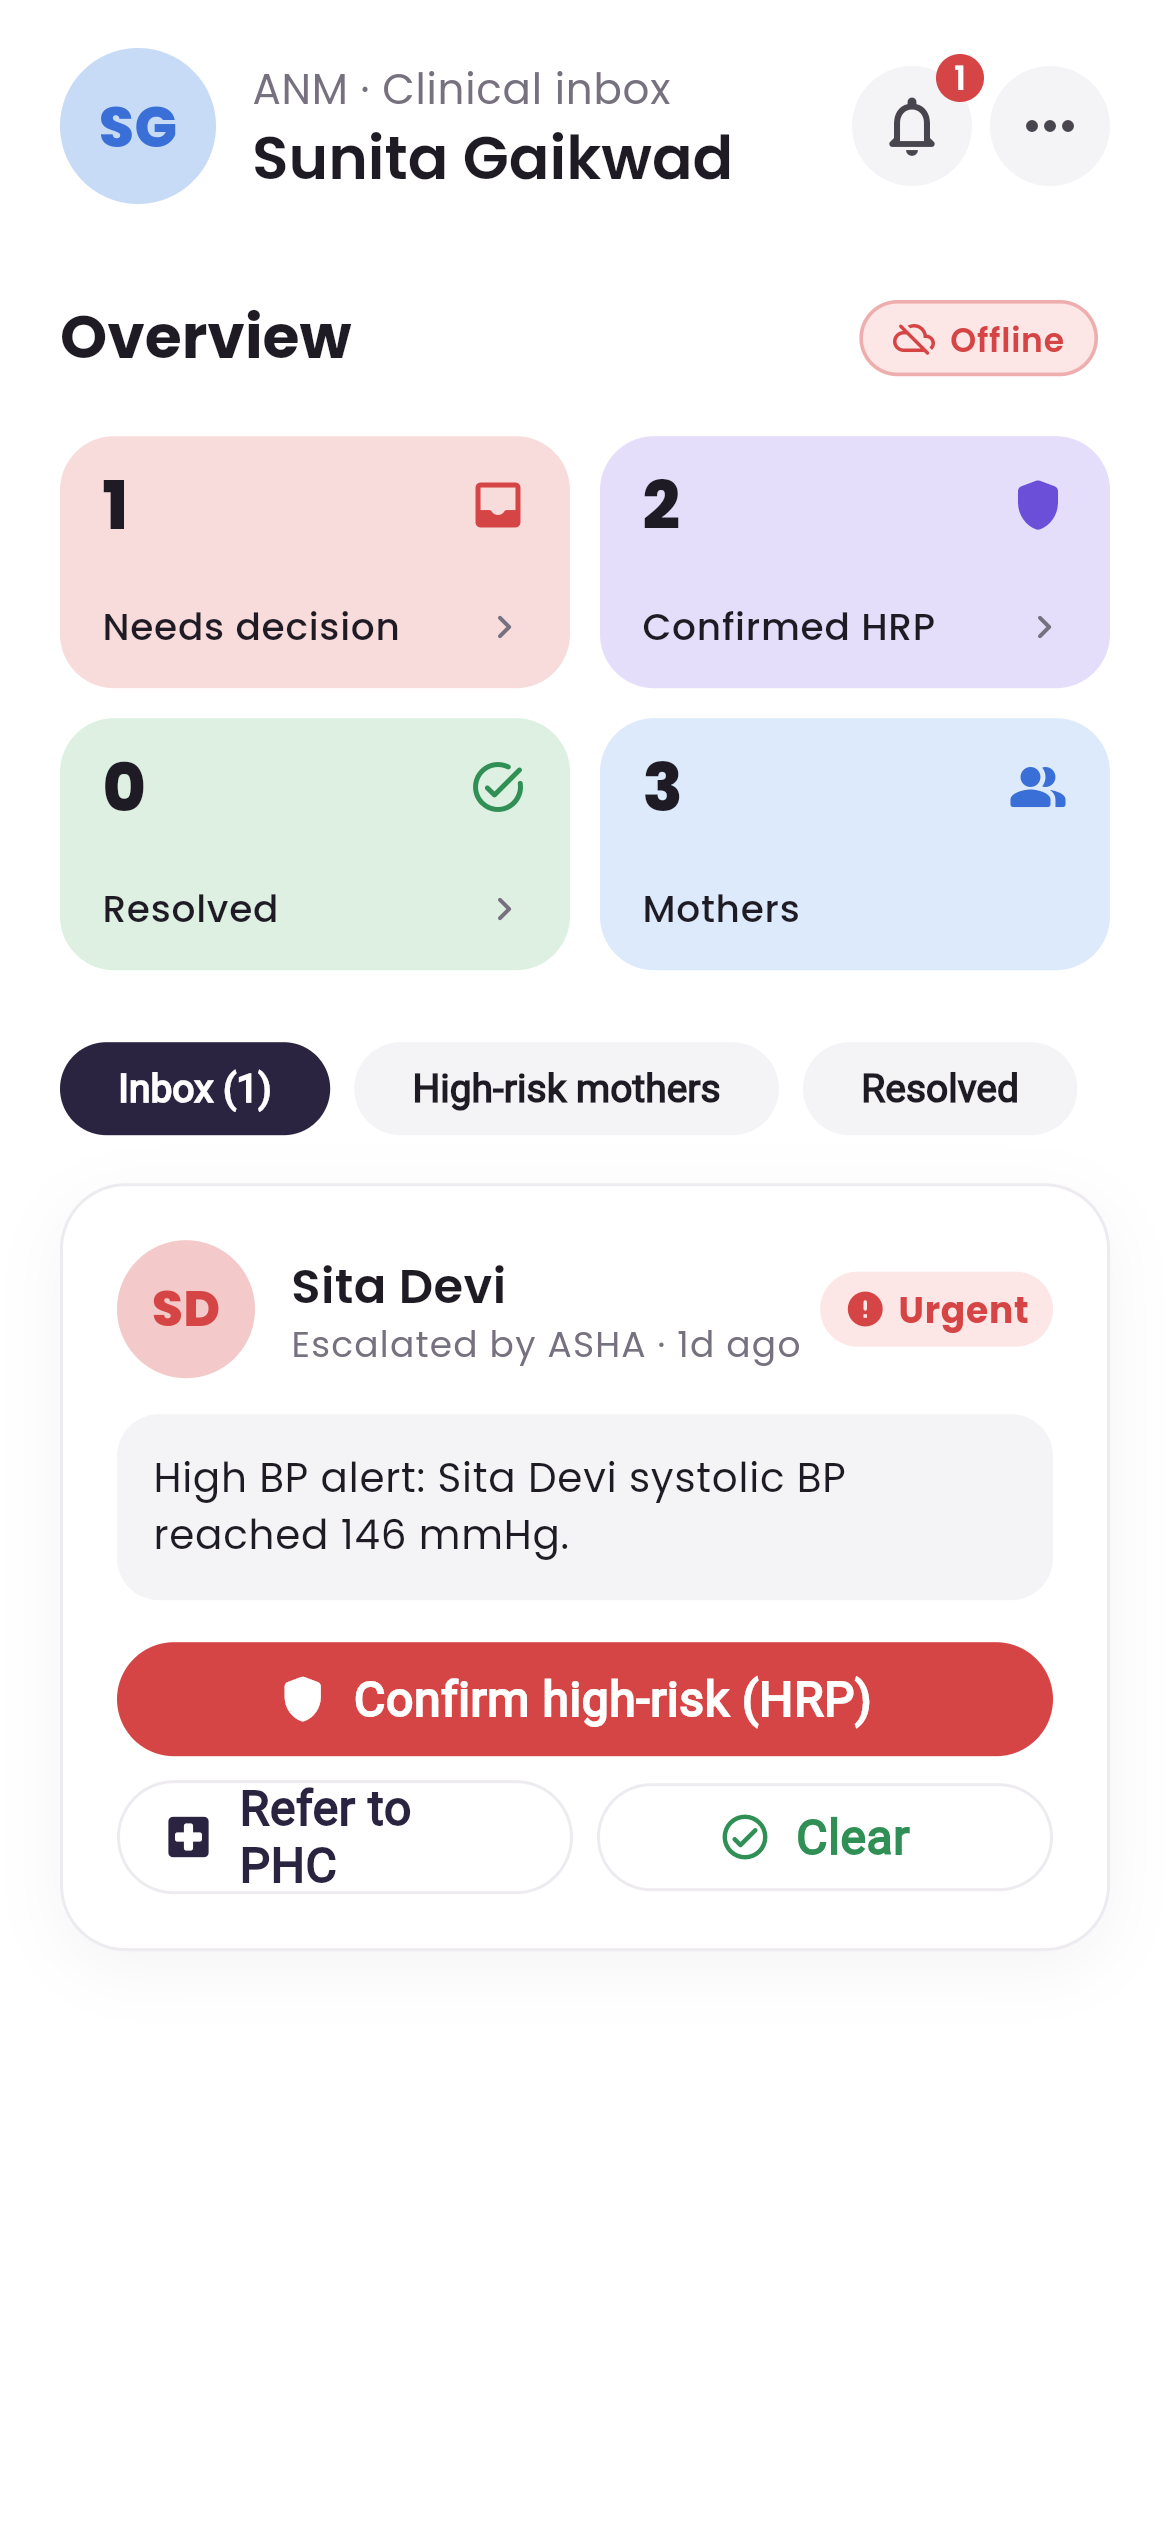 SG
ANM · Clinical inbox
Sunita Gaikwad
1
Overview
Offline
1
Needs decision
2
Confirmed HRP
0
Resolved
3
Mothers
Inbox (1)
High-risk mothers
Resolved
SD
Sita Devi
Escalated by ASHA · 1d ago
Urgent
High BP alert: Sita Devi systolic BP
reached 146 mmHg.
Confirm high-risk (HRP)
Refer to
PHC
Clear